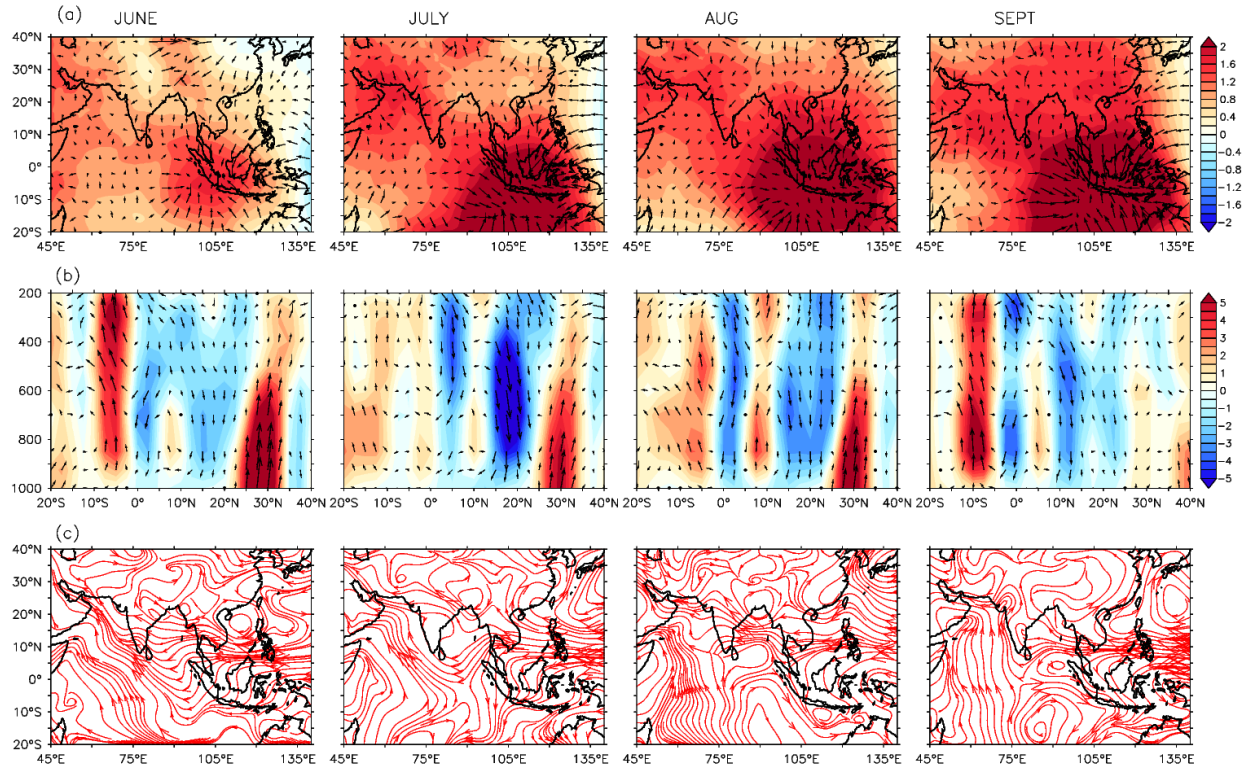 (a) JUNE JULY AUG SEPT
40°N
30°N
20°N
10°N
0°
10°S
20°S
45°E 75°E 105°E 135°E 45°E 75°E 105°E 135°E 45°E 75°E 105°E 135°E 45°E 75°E 105°E 135°E
2
1.6
1.2
0.8
0.4
0
-0.4
-0.8
-1.2
-1.6
-2
(b)
200
400
600
800
1000
20°S 10°S 0° 10°N 20°N 30°N 40°N 20°S 10°S 0° 10°N 20°N 30°N 40°N 20°S 10°S 0° 10°N 20°N 30°N 40°N 20°S 10°S 0° 10°N 20°N 30°N 40°N
5
4
3
2
1
0
-1
-2
-3
-4
-5
(c)
40°N
30°N
20°N
10°N
0°
10°S
20°S
45°E 75°E 105°E 135°E 45°E 75°E 105°E 135°E 45°E 75°E 105°E 135°E 45°E 75°E 105°E 135°E